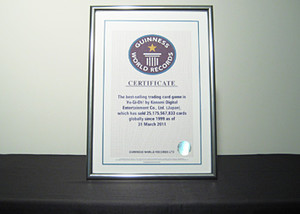 GUINNESS
WORLD RECORDS
CERTIFICATE
The best-selling trading card game is
Yu-Gi-Oh! by Konami Digital
Entertainment Co., Ltd. (Japan),
which has sold 25,175,567,833 cards
globally since 1999 as of
31 March 2011
GUINNESS WORLD RECORDS LTD